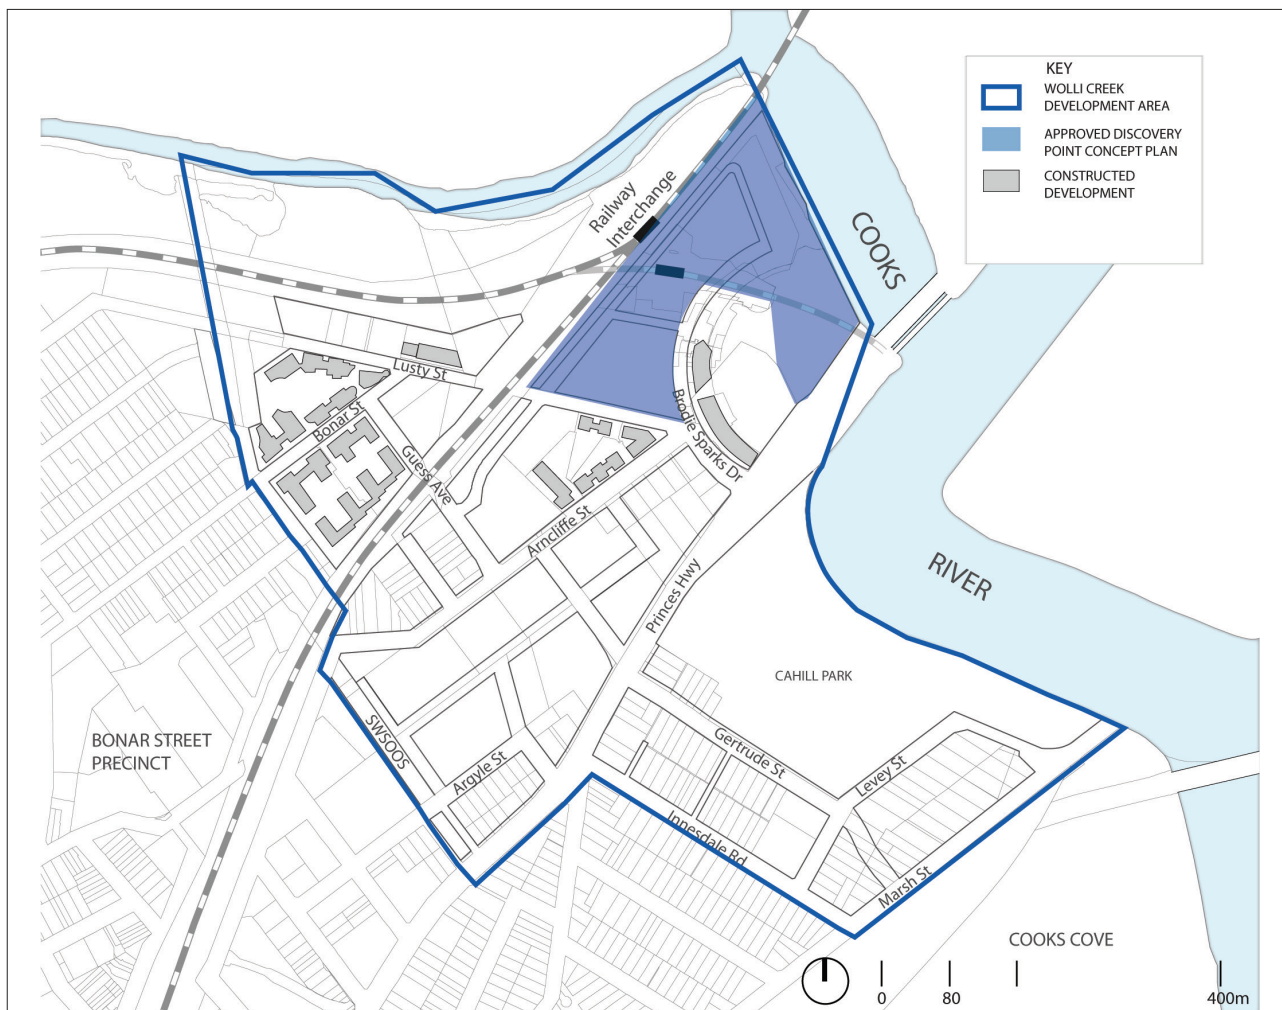 KEY
WOLLI CREEK
DEVELOPMENT AREA
APPROVED DISCOVERY
POINT CONCEPT PLAN
CONSTRUCTED
DEVELOPMENT
Railway
Interchange
COOKS
RIVER
Lusty St
Bonar St
Guess Ave
Brodie Sparks Dr
Arncliffe St
Princes Hwy
CAHILL PARK
BONAR STREET
PRECINCT
SWSOOS
Argyle St
Gertrude St
Levey St
Innesdale Rd
Marsh St
COOKS COVE
0
80
400m